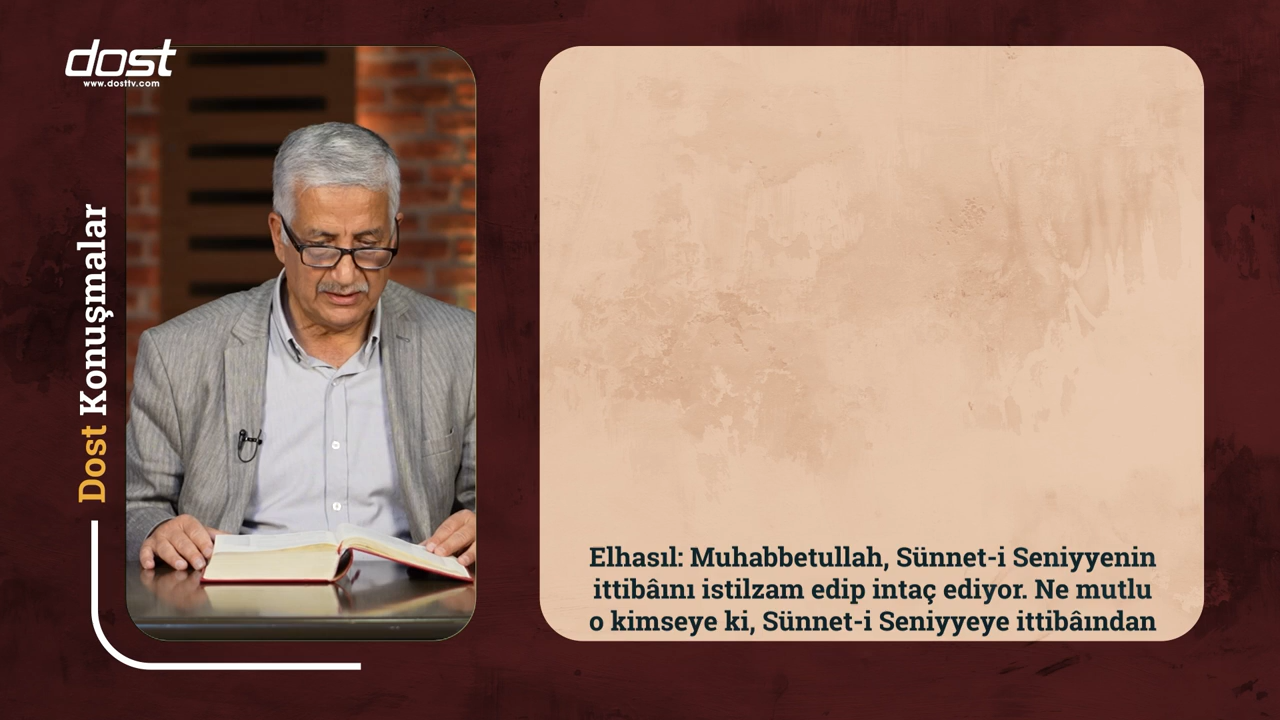 dost
www.dosttv.com
Dost Konuşmalar
Elhasıl: Muhabbetullah, Sünnet-i Seniyyenin
ittibâını istilzam edip intaç ediyor. Ne mutlu
o kimseye ki, Sünnet-i Seniyyeye ittibâından